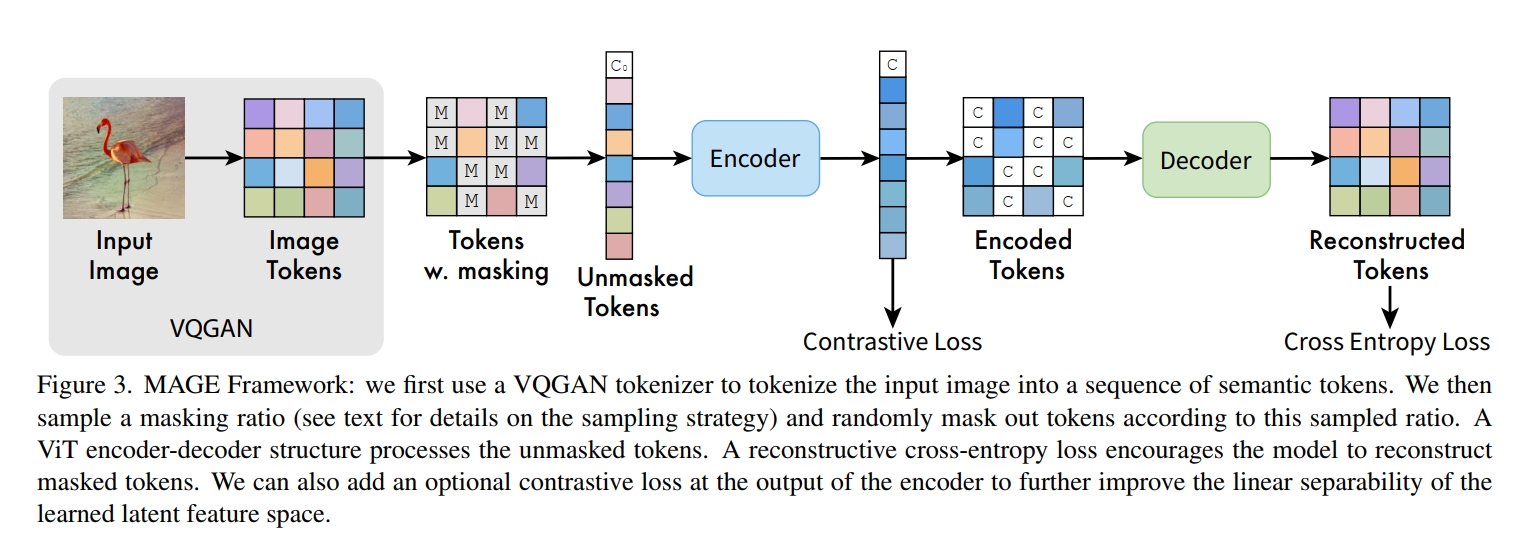 C₀
C
M M
M M M
M M
M M
C C
C C C
C C
C C
Encoder
Decoder
Input
Image
Image
Tokens
Tokens
w. masking
Unmasked
Tokens
Encoded
Tokens
Reconstructed
Tokens
VQGAN
Contrastive Loss
Cross Entropy Loss
Figure 3. MAGE Framework: we first use a VQGAN tokenizer to tokenize the input image into a sequence of semantic tokens. We then
sample a masking ratio (see text for details on the sampling strategy) and randomly mask out tokens according to this sampled ratio. A
ViT encoder-decoder structure processes the unmasked tokens. A reconstructive cross-entropy loss encourages the model to reconstruct
masked tokens. We can also add an optional contrastive loss at the output of the encoder to further improve the linear separability of the
learned latent feature space.